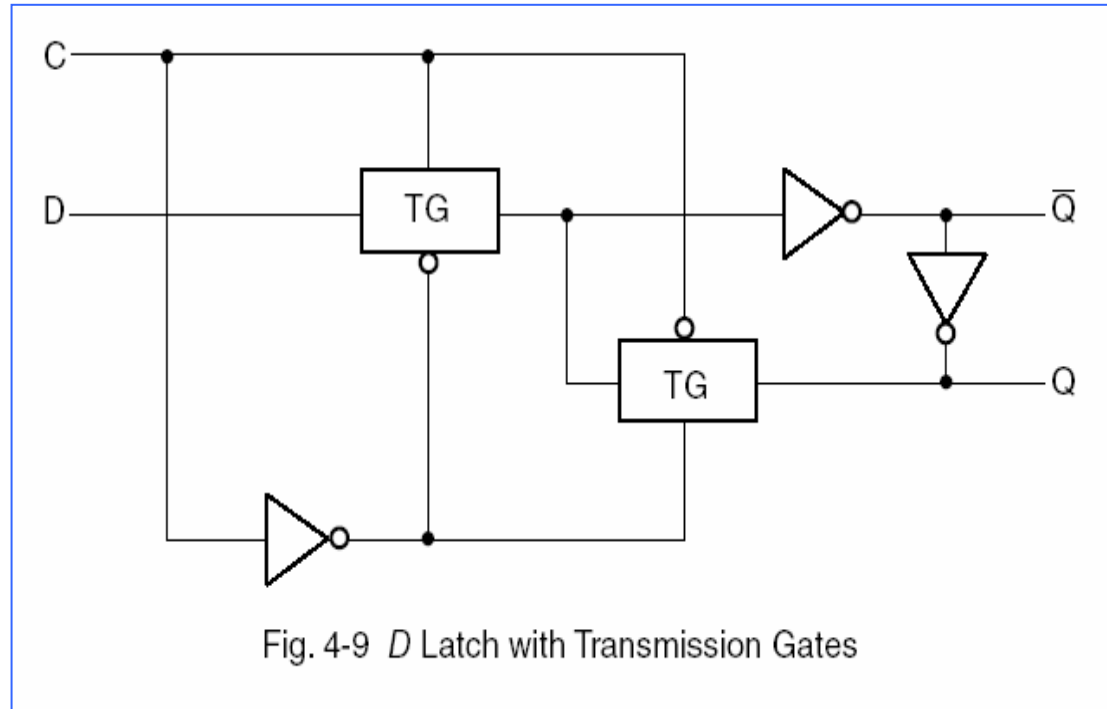 C
D
TG
Q̅
TG
Q
Fig. 4-9 D Latch with Transmission Gates